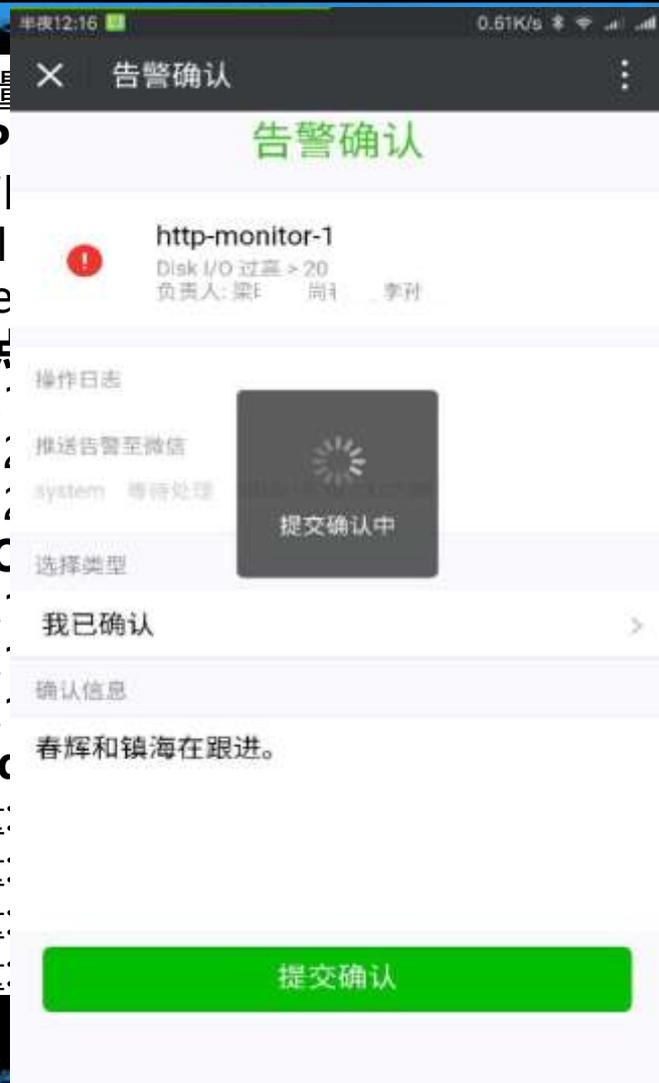 半夜12:16
0.61K/s
告警确认
告警确认
http-monitor-1
Disk I/O 过高 > 20
负责人: 梁 尚 李
操作日志
推送告警至微信
system 等待处理
提交确认中
选择类型
我已确认
确认信息
春辉和镇海在跟进。
提交确认